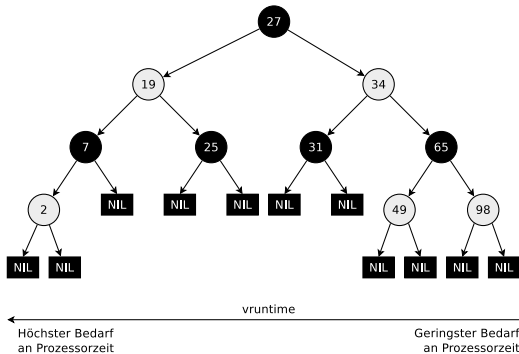 27
19 34
7 25 31 65
2 NIL NIL NIL NIL NIL 49 98
NIL NIL NIL NIL NIL NIL
vruntime
Höchster Bedarf
an Prozessorzeit
Geringster Bedarf
an Prozessorzeit